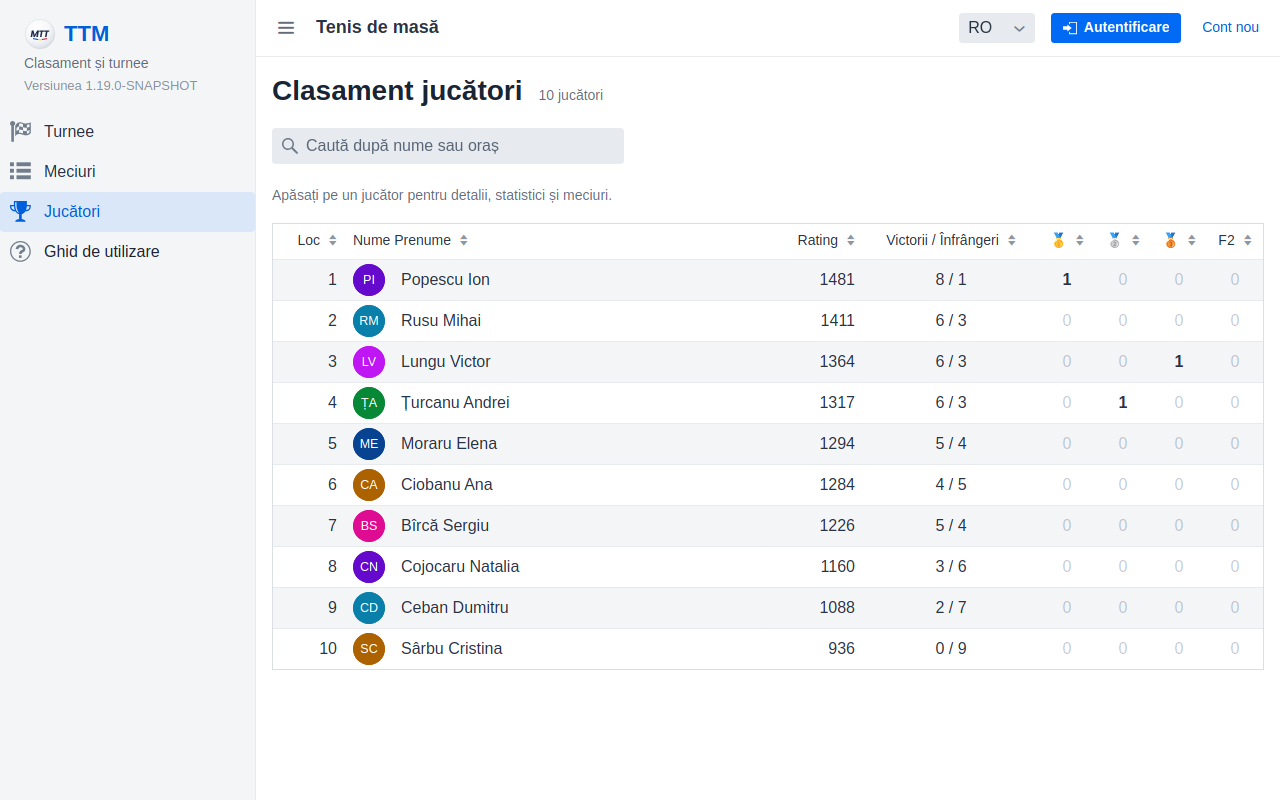 MTT TTM
Clasament și turnee
Versiunea 1.19.0-SNAPSHOT
Turnee
Meciuri
Jucători
Ghid de utilizare
Tenis de masă RO Autentificare Cont nou
Clasament jucători 10 jucători
Caută după nume sau oraș
Apăsați pe un jucător pentru detalii, statistici și meciuri.
Loc Nume Prenume Rating Victorii / Înfrângeri 🥇 🥈 🥉 F2
1 PI Popescu Ion 1481 8 / 1 1 0 0 0
2 RM Rusu Mihai 1411 6 / 3 0 0 0 0
3 LV Lungu Victor 1364 6 / 3 0 0 1 0
4 ȚA Țurcanu Andrei 1317 6 / 3 0 1 0 0
5 ME Moraru Elena 1294 5 / 4 0 0 0 0
6 CA Ciobanu Ana 1284 4 / 5 0 0 0 0
7 BS Bîrcă Sergiu 1226 5 / 4 0 0 0 0
8 CN Cojocaru Natalia 1160 3 / 6 0 0 0 0
9 CD Ceban Dumitru 1088 2 / 7 0 0 0 0
10 SC Sârbu Cristina 936 0 / 9 0 0 0 0